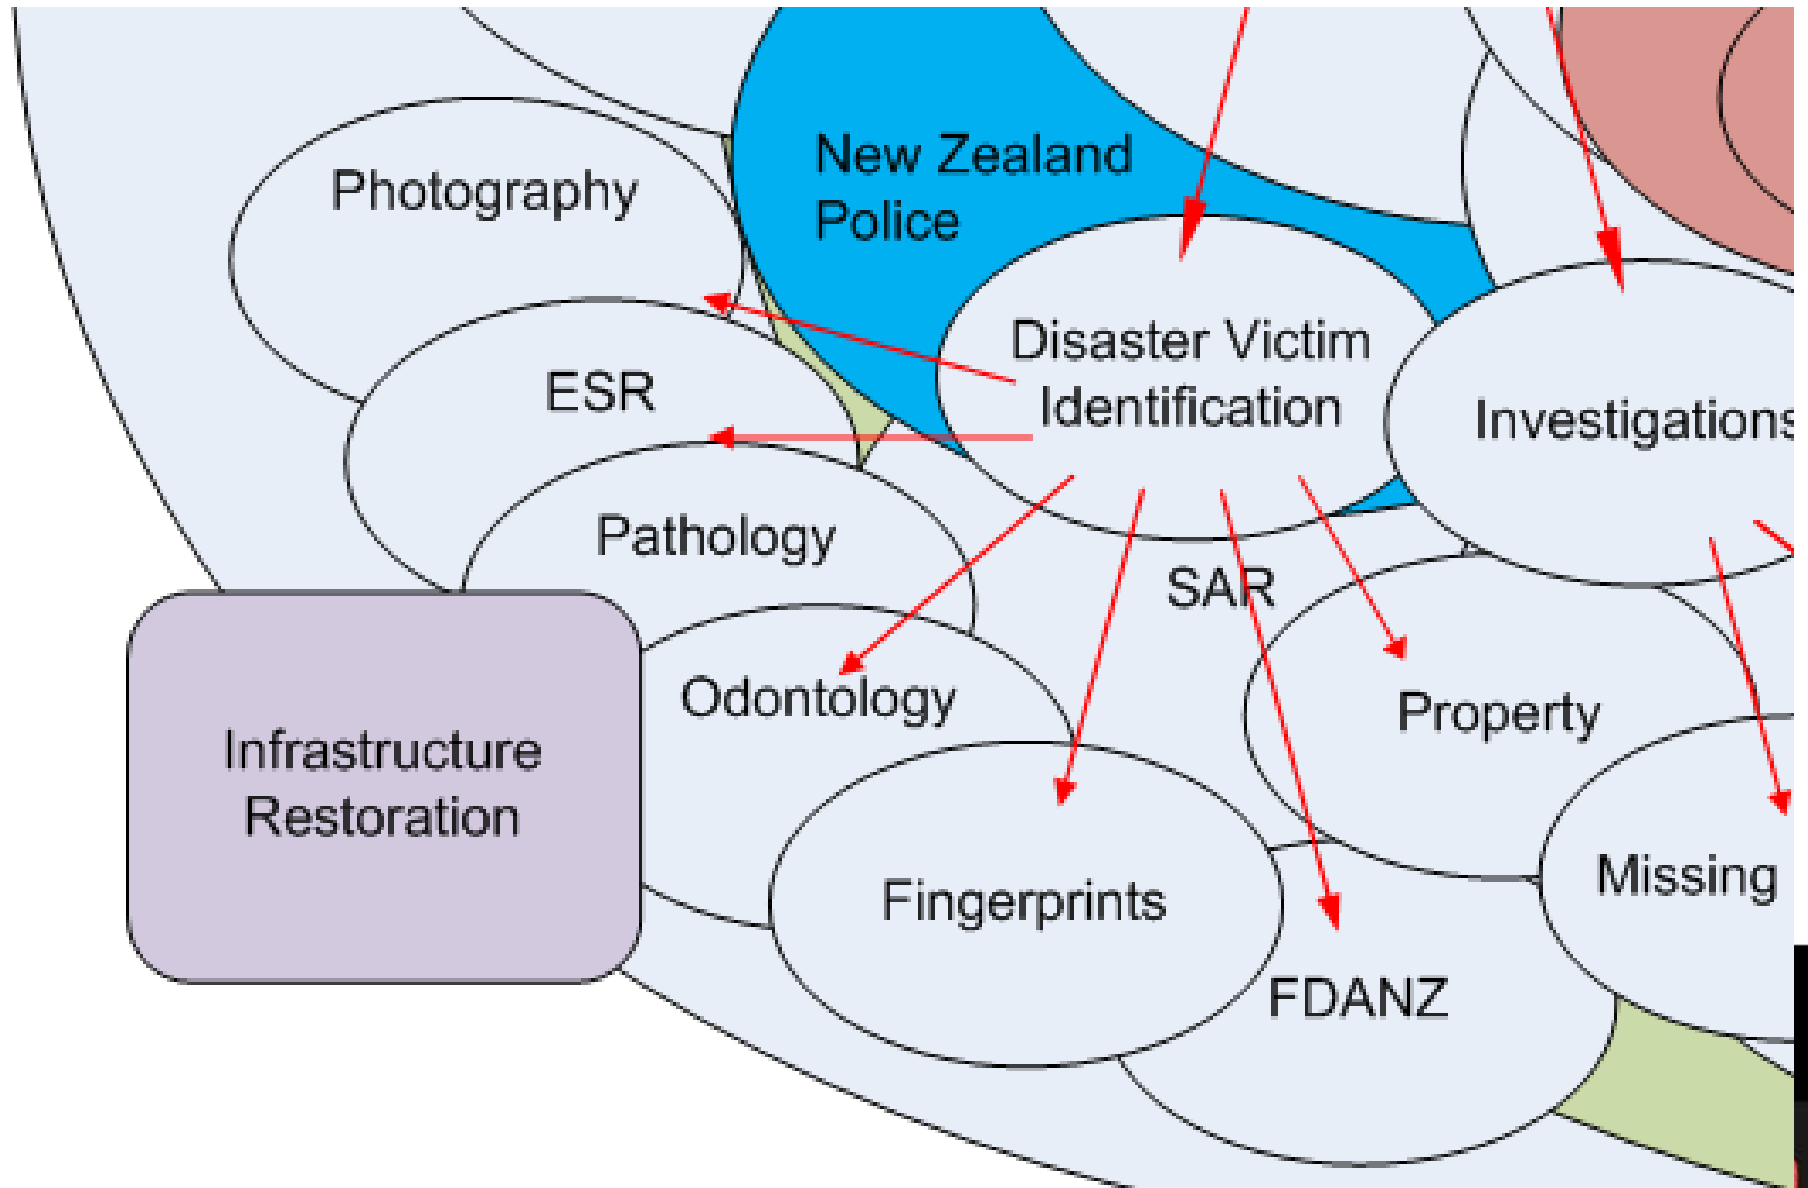 New Zealand
Police
Photography
Disaster Victim
Identification
ESR
Investigations
Pathology
SAR
Odontology
Property
Infrastructure
Restoration
Missing
Fingerprints
FDANZ